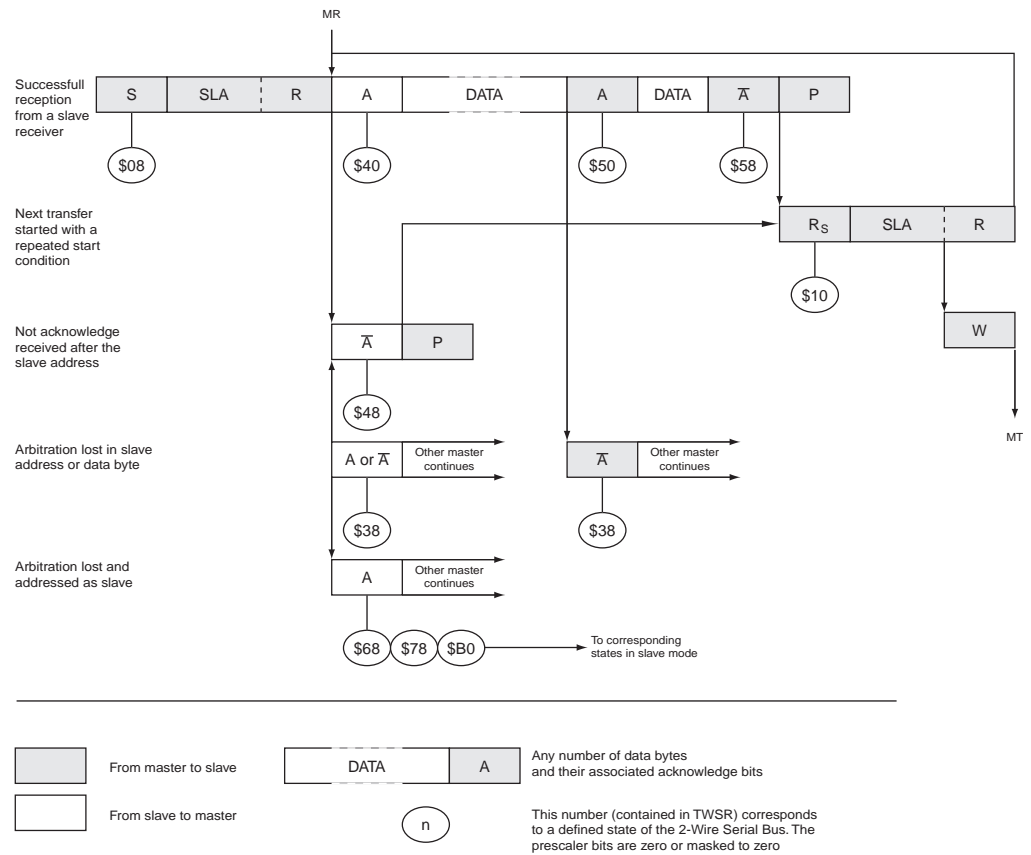 MR
Successfull
reception
from a slave
receiver
S SLA R A DATA A DATA A̅ P
$08 $40 $50 $58
Next transfer
started with a
repeated start
condition
RS SLA R
$10
W
MT
Not acknowledge
received after the
slave address
A̅ P
$48
Arbitration lost in slave
address or data byte
A or A̅
Other master
continues
A̅
Other master
continues
$38 $38
Arbitration lost and
addressed as slave
A
Other master
continues
$68 $78 $B0
To corresponding
states in slave mode
From master to slave
DATA A
Any number of data bytes
and their associated acknowledge bits
From slave to master
n
This number (contained in TWSR) corresponds
to a defined state of the 2-Wire Serial Bus. The
prescaler bits are zero or masked to zero